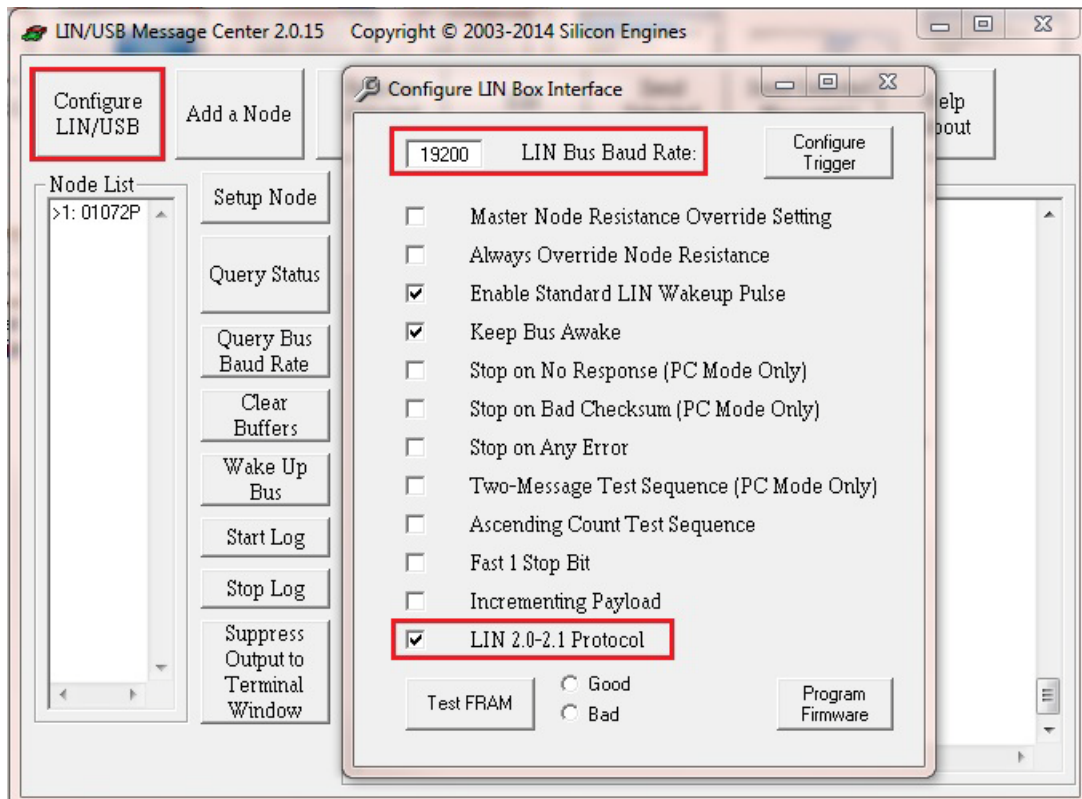 LIN/USB Message Center 2.0.15 Copyright © 2003-2014 Silicon Engines
Configure
LIN/USB
Add a Node
elp
bout
Node List
>1: 01072P
Setup Node
Query Status
Query Bus
Baud Rate
Clear
Buffers
Wake Up
Bus
Start Log
Stop Log
Suppress
Output to
Terminal
Window
Configure LIN Box Interface
19200 LIN Bus Baud Rate:
Configure
Trigger
Master Node Resistance Override Setting
Always Override Node Resistance
Enable Standard LIN Wakeup Pulse
Keep Bus Awake
Stop on No Response (PC Mode Only)
Stop on Bad Checksum (PC Mode Only)
Stop on Any Error
Two-Message Test Sequence (PC Mode Only)
Ascending Count Test Sequence
Fast 1 Stop Bit
Incrementing Payload
LIN 2.0-2.1 Protocol
Test FRAM
Good
Bad
Program
Firmware